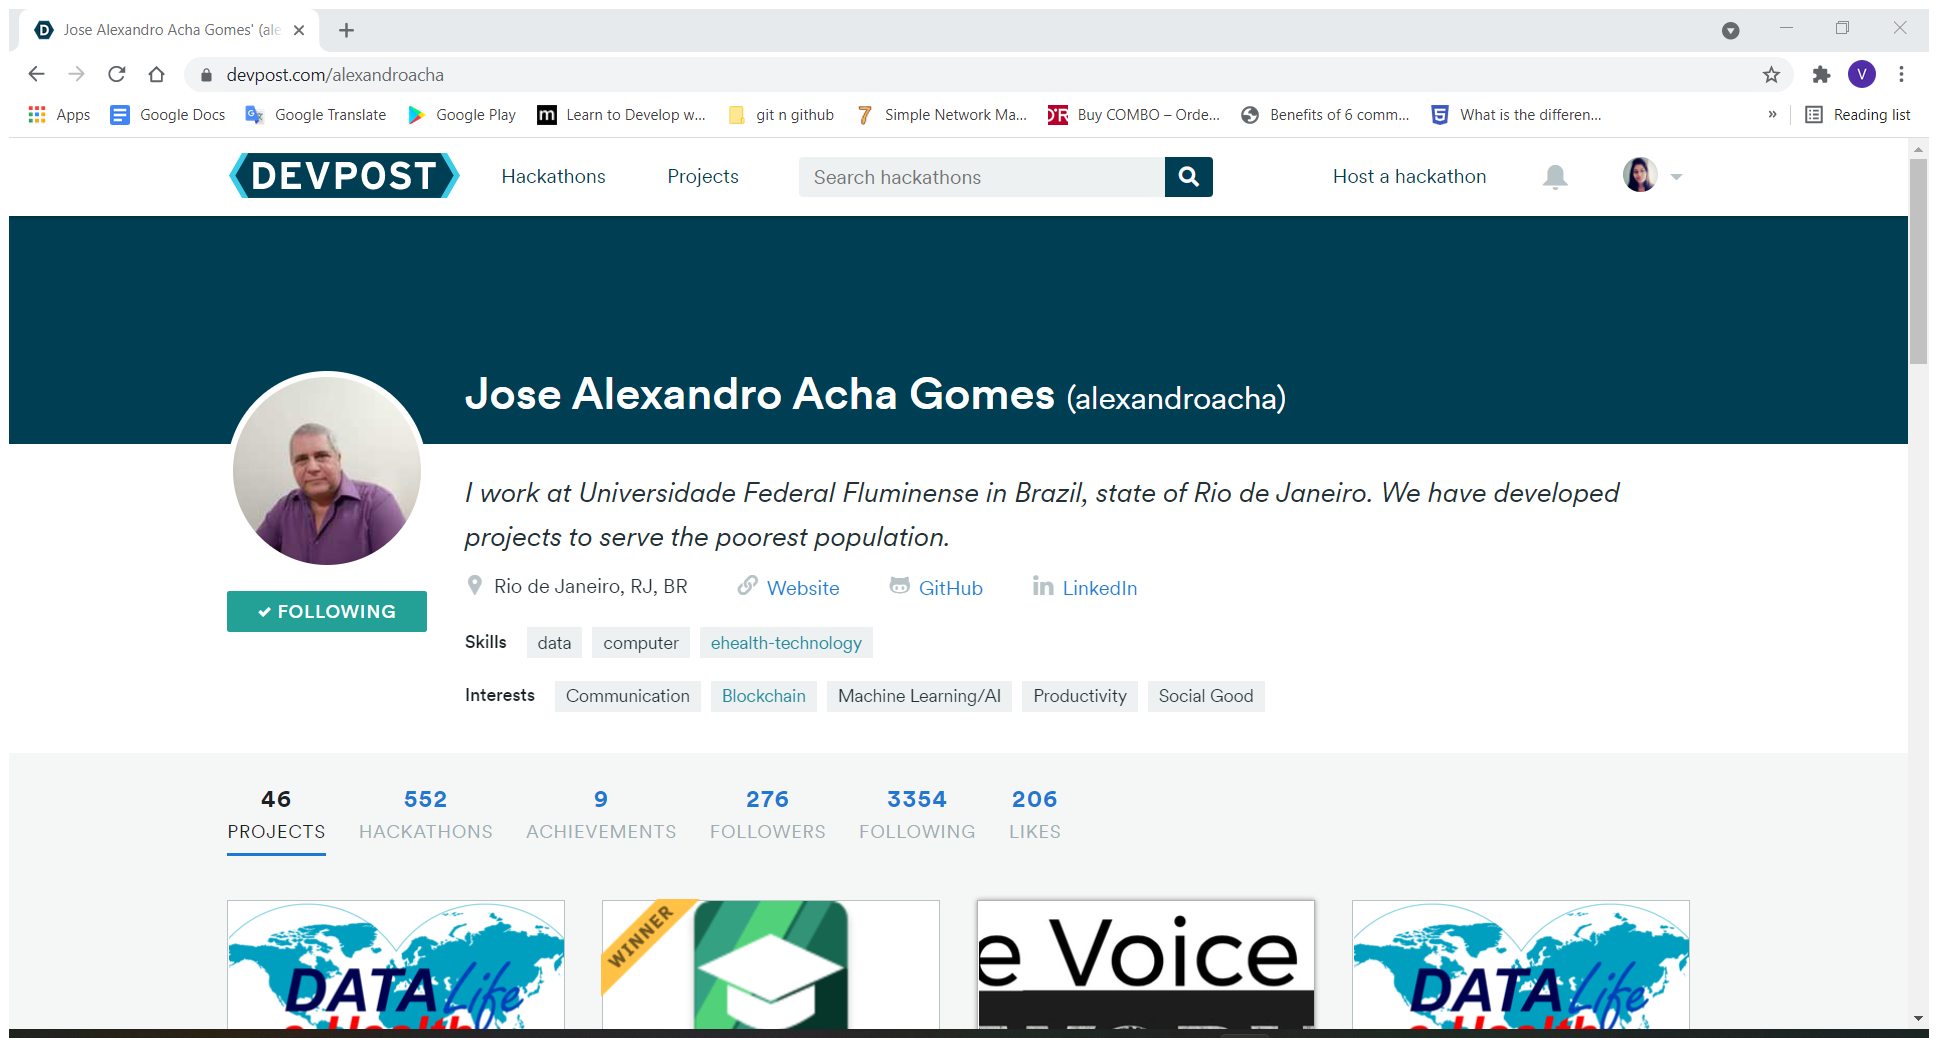 Jose Alexandro Acha Gomes' (ale
devpost.com/alexandroacha
Apps Google Docs Google Translate Google Play Learn to Develop w... git n github Simple Network Ma... Buy COMBO – Orde... Benefits of 6 comm... What is the differen... » Reading list
DEVPOST Hackathons Projects Search hackathons Host a hackathon
Jose Alexandro Acha Gomes (alexandroacha)
I work at Universidade Federal Fluminense in Brazil, state of Rio de Janeiro. We have developed
projects to serve the poorest population.
Rio de Janeiro, RJ, BR Website GitHub LinkedIn
FOLLOWING
Skills data computer ehealth-technology
Interests Communication Blockchain Machine Learning/AI Productivity Social Good
46 552 9 276 3354 206
PROJECTS HACKATHONS ACHIEVEMENTS FOLLOWERS FOLLOWING LIKES
WINNER
e Voice
DATA Life
e-Health
DATA Life
e-Health